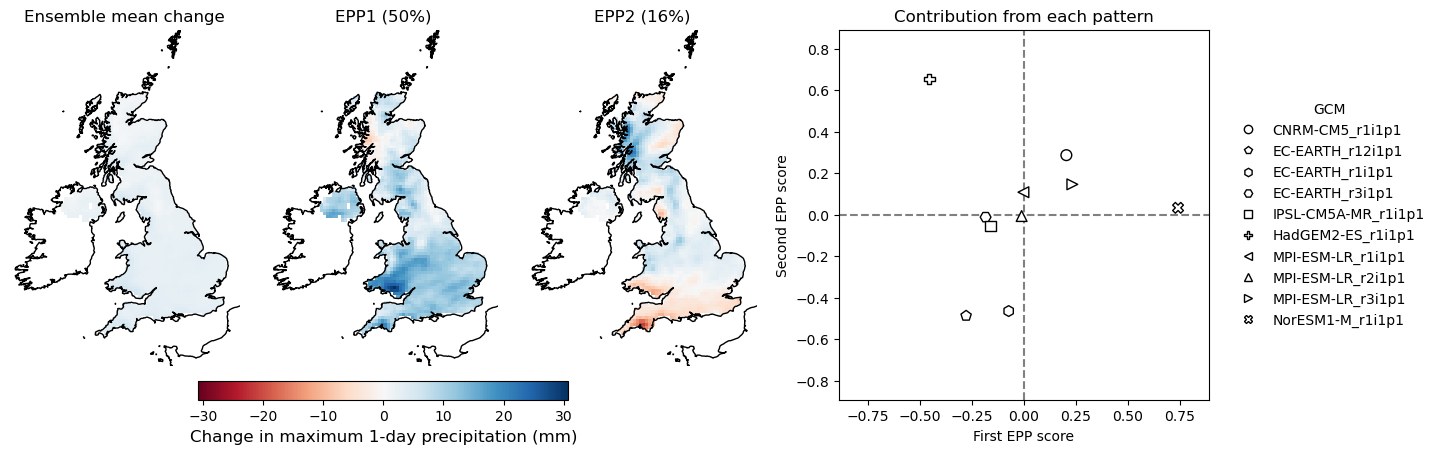 Ensemble mean change
EPP1 (50%)
EPP2 (16%)
−30 −20 −10 0 10 20 30
Change in maximum 1-day precipitation (mm)
Contribution from each pattern
Second EPP score
0.8
0.6
0.4
0.2
0.0
−0.2
−0.4
−0.6
−0.8
−0.75 −0.50 −0.25 0.00 0.25 0.50 0.75
First EPP score
GCM
CNRM-CM5_r1i1p1
EC-EARTH_r12i1p1
EC-EARTH_r1i1p1
EC-EARTH_r3i1p1
IPSL-CM5A-MR_r1i1p1
HadGEM2-ES_r1i1p1
MPI-ESM-LR_r1i1p1
MPI-ESM-LR_r2i1p1
MPI-ESM-LR_r3i1p1
NorESM1-M_r1i1p1